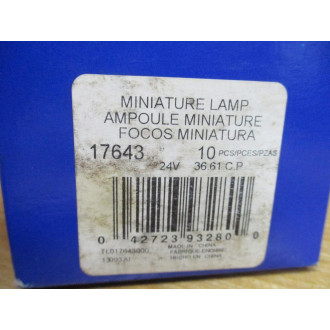 MINIATURE LAMP
AMPOULE MINIATURE
FOCOS MINIATURA
17643 10 PCS/PCES/PZAS
24V 36.61 C.P.
0 42723 93280 0
MADE IN CHINA